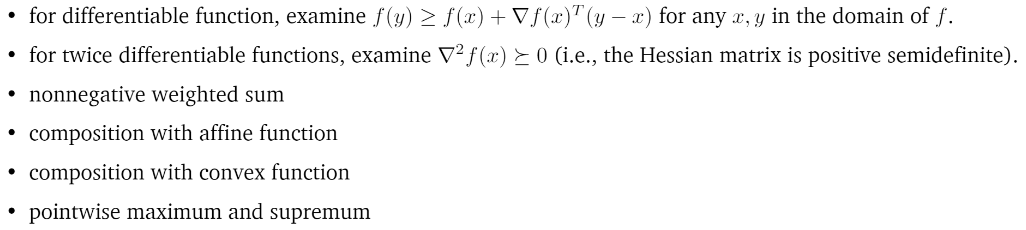 • for differentiable function, examine f(y) ≥ f(x) + ∇f(x)ᵀ(y − x) for any x, y in the domain of f.
• for twice differentiable functions, examine ∇²f(x) ⪰ 0 (i.e., the Hessian matrix is positive semidefinite).
• nonnegative weighted sum
• composition with affine function
• composition with convex function
• pointwise maximum and supremum